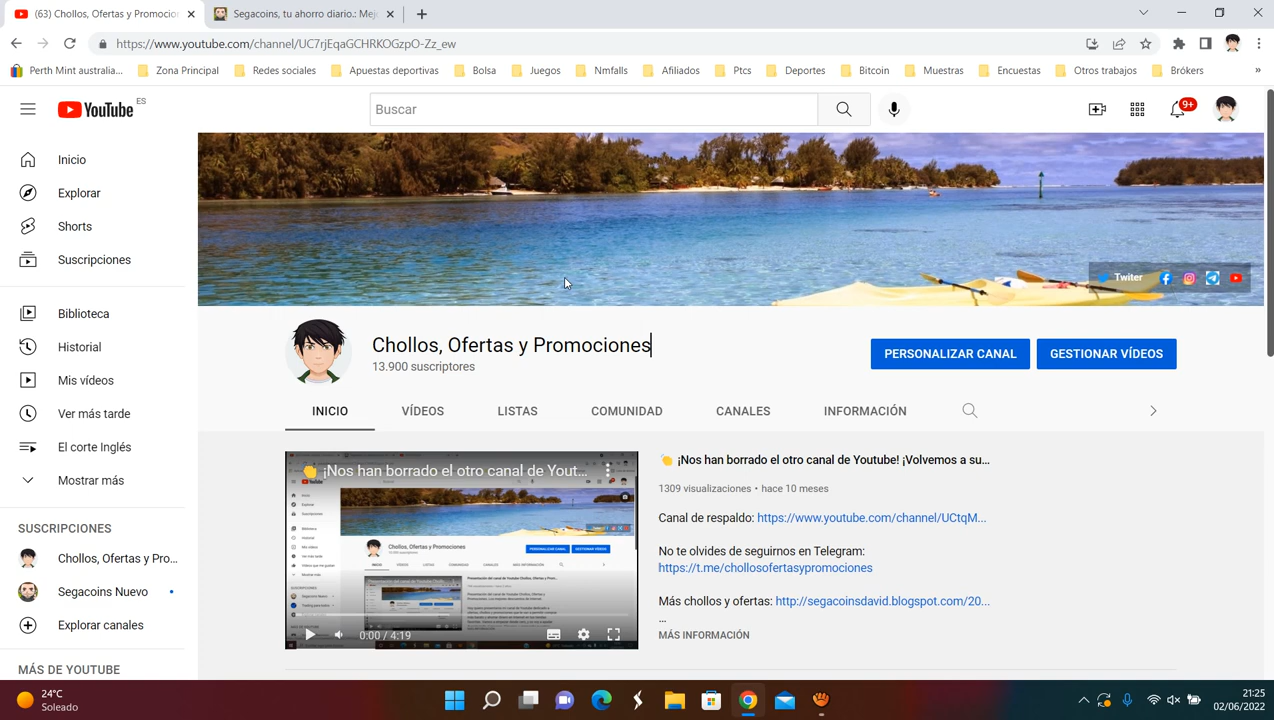 (63) Chollos, Ofertas y Promocion
Segacoins, tu ahorro diario.: Mej
https://www.youtube.com/channel/UC7rjEqaGCHRKOGzpO-Zz_ew
Perth Mint australia...
Zona Principal
Redes sociales
Apuestas deportivas
Bolsa
Juegos
Nmfalls
Afiliados
Ptcs
Deportes
Bitcoin
Muestras
Encuestas
Otros trabajos
Brókers
»
YouTube ES
Buscar
9+
Inicio
Explorar
Shorts
Suscripciones
Biblioteca
Historial
Mis vídeos
Ver más tarde
El corte Inglés
Mostrar más
SUSCRIPCIONES
Chollos, Ofertas y Pro...
Segacoins Nuevo
Explorar canales
MÁS DE YOUTUBE
Twiter
Chollos, Ofertas y Promociones
13.900 suscriptores
PERSONALIZAR CANAL
GESTIONAR VÍDEOS
INICIO
VÍDEOS
LISTAS
COMUNIDAD
CANALES
INFORMACIÓN
¡Nos han borrado el otro canal de Yout...
Chollos, Ofertas y Promociones
0:00 / 4:19
¡Nos han borrado el otro canal de Youtube! ¡Volvemos a su...
1309 visualizaciones • hace 10 meses
Canal de respaldo: https://www.youtube.com/channel/UCtqM...
No te olvides de seguirnos en Telegram:
https://t.me/chollosofertasypromociones
Más chollos y ofertas: http://segacoinsdavid.blogspot.com/20...
...
MÁS INFORMACIÓN
24°C
Soleado
21:25
02/06/2022